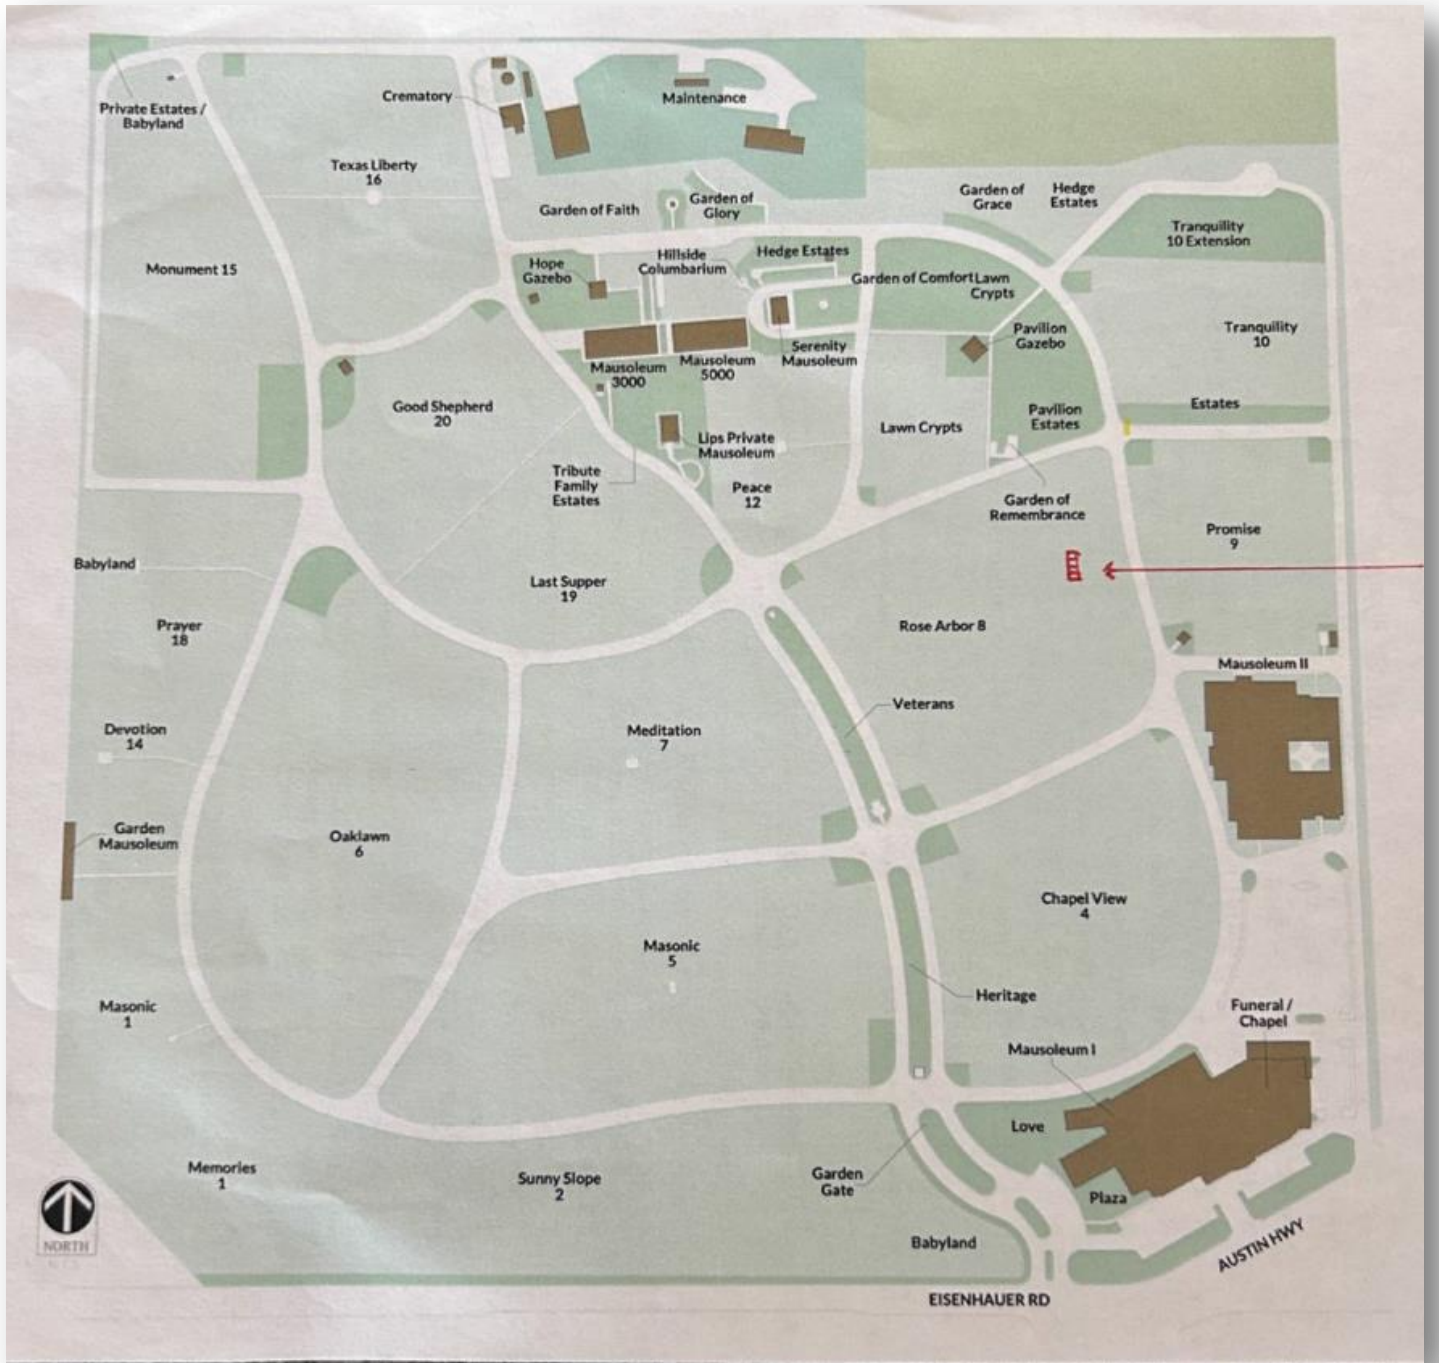 Private Estates /
Babyland
Crematory
Maintenance
Texas Liberty
16
Garden of Faith
Garden of
Glory
Garden of
Grace
Hedge
Estates
Tranquility
10 Extension
Monument 15
Hope
Gazebo
Hillside
Columbarium
Hedge Estates
Garden of Comfort
Lawn
Crypts
Pavilion
Gazebo
Tranquility
10
Mausoleum
3000
Mausoleum
5000
Serenity
Mausoleum
Good Shepherd
20
Lips Private
Mausoleum
Lawn Crypts
Pavilion
Estates
Estates
Tribute
Family
Estates
Peace
12
Garden of
Remembrance
Promise
9
Babyland
Last Supper
19
Prayer
18
Rose Arbor 8
Mausoleum II
Veterans
Devotion
14
Meditation
7
Garden
Mausoleum
Oaklawn
6
Chapel View
4
Masonic
5
Heritage
Masonic
1
Funeral /
Chapel
Mausoleum I
Love
Memories
1
Sunny Slope
2
Garden
Gate
Plaza
NORTH
Babyland
AUSTIN HWY
EISENHAUER RD